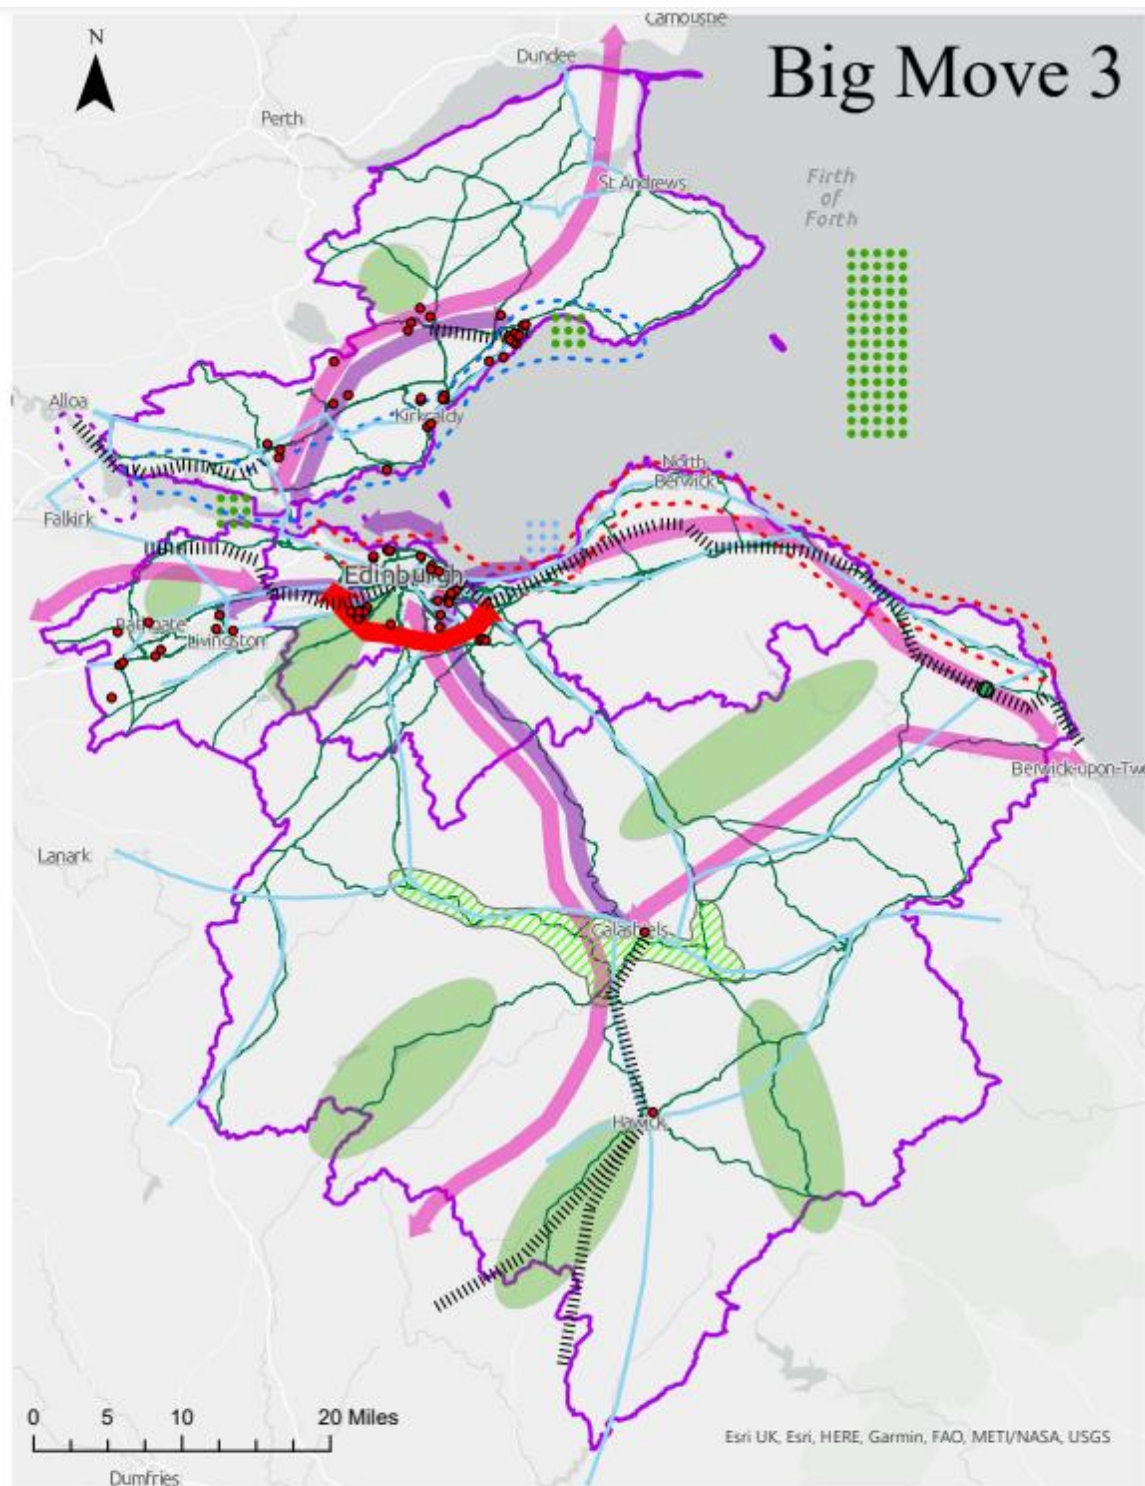 Carnoustie
N
Dundee
Big Move 3
Perth
St Andrews
Firth
of
Forth
Alloa
Kirkcaldy
North
Berwick
Falkirk
Edinburgh
Bathgate
Livingston
Berwick-upon-Twe
Lanark
Galashiels
Hawick
0 5 10 20 Miles
Esri UK, Esri, HERE, Garmin, FAO, METI/NASA, USGS
Dumfries